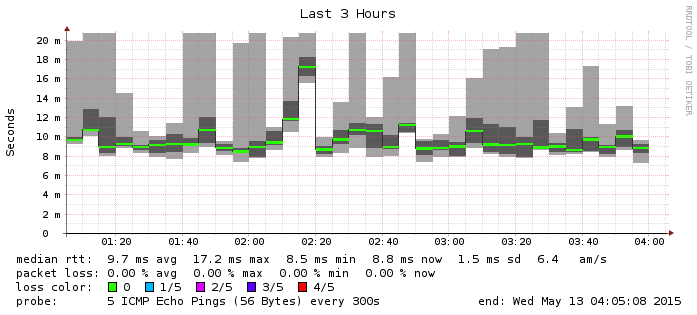 Last 3 Hours
RRDTOOL / TOBI OETIKER
Seconds
20 m
18 m
16 m
14 m
12 m
10 m
8 m
6 m
4 m
2 m
0
01:20 01:40 02:00 02:20 02:40 03:00 03:20 03:40 04:00
median rtt: 9.7 ms avg 17.2 ms max 8.5 ms min 8.8 ms now 1.5 ms sd 6.4 am/s
packet loss: 0.00 % avg 0.00 % max 0.00 % min 0.00 % now
loss color: 0 1/5 2/5 3/5 4/5
probe: 5 ICMP Echo Pings (56 Bytes) every 300s end: Wed May 13 04:05:08 2015